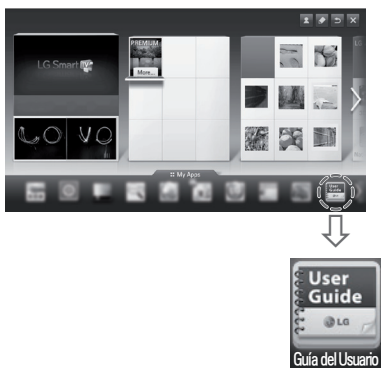 LG Smart TV
PREMIUM
More...
My Apps
User
Guide
User
Guide
LG
Guía del Usuario